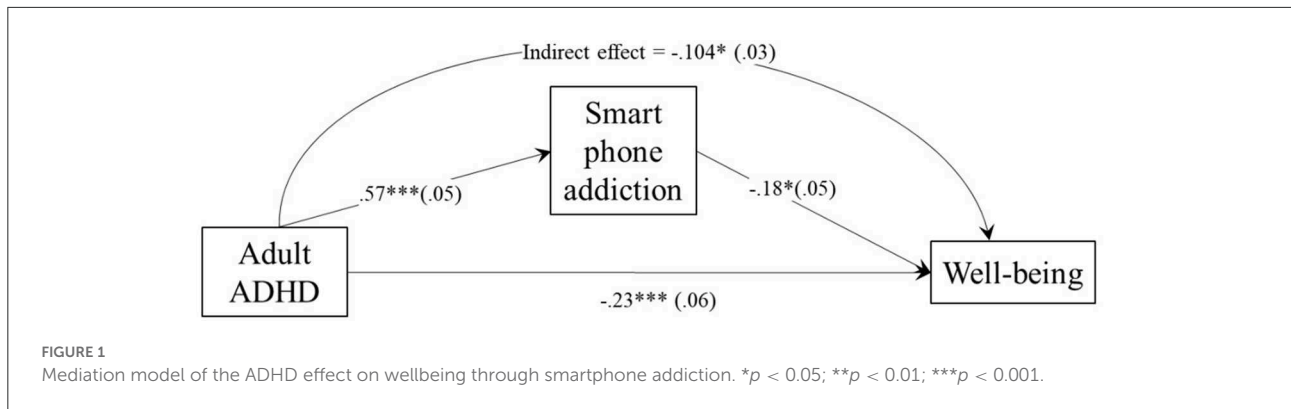 Indirect effect = -.104* (.03)
Smart
phone
addiction
.57***(.05)
-.18*(.05)
Adult
ADHD
Well-being
-.23*** (.06)
FIGURE 1
Mediation model of the ADHD effect on wellbeing through smartphone addiction. *p < 0.05; **p < 0.01; ***p < 0.001.